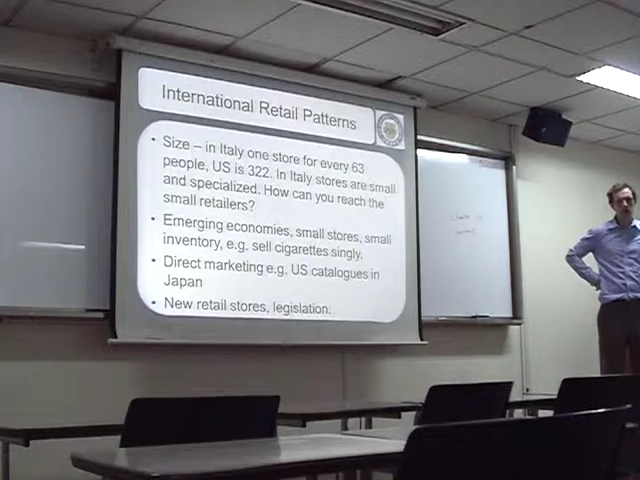 International Retail Patterns
• Size – in Italy one store for every 63
people, US is 322. In Italy stores are small
and specialized. How can you reach the
small retailers?
• Emerging economies, small stores, small
inventory, e.g. sell cigarettes singly.
• Direct marketing e.g. US catalogues in
Japan
• New retail stores, legislation.